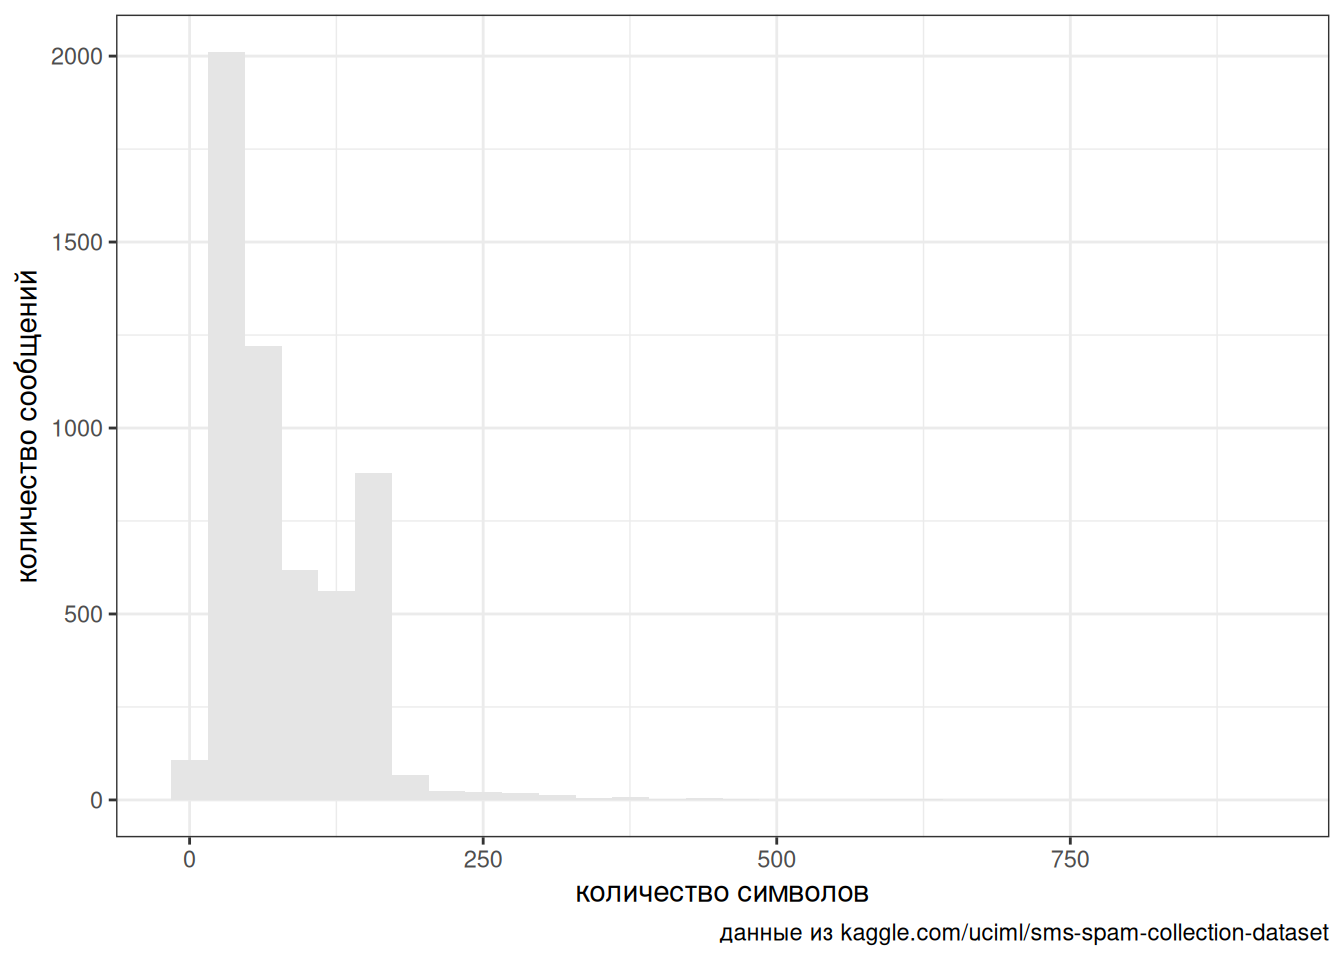 2000
1500
1000
500
0
количество сообщений
0 250 500 750
количество символов
данные из kaggle.com/uciml/sms-spam-collection-dataset